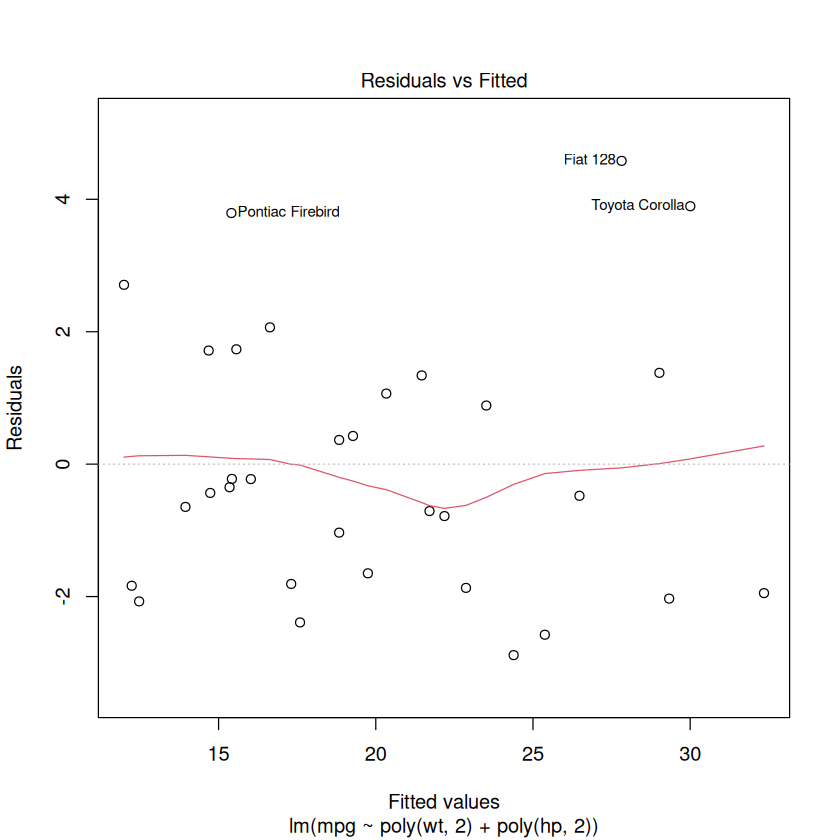 Residuals vs Fitted
Fiat 128
Toyota Corolla
Pontiac Firebird
4
2
0
-2
Residuals
15 20 25 30
Fitted values
lm(mpg ~ poly(wt, 2) + poly(hp, 2))